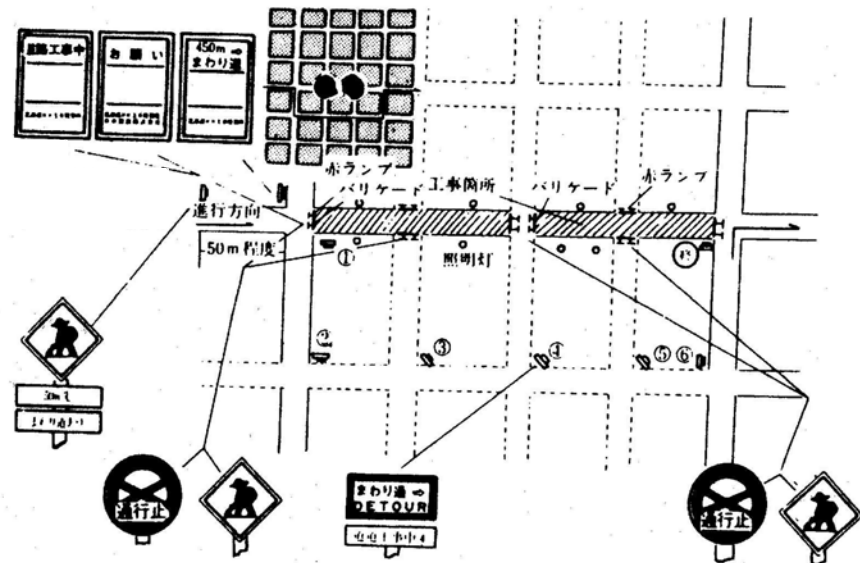 道路工事中
お願い
450m ⇨
まわり道
赤ランプ
バリケード
工事箇所
バリケード
赤ランプ
進行方向
50m程度
①
照明灯
②
③
④
⑤ ⑥
通行止
まわり道 ⇨
DETOUR
通行止